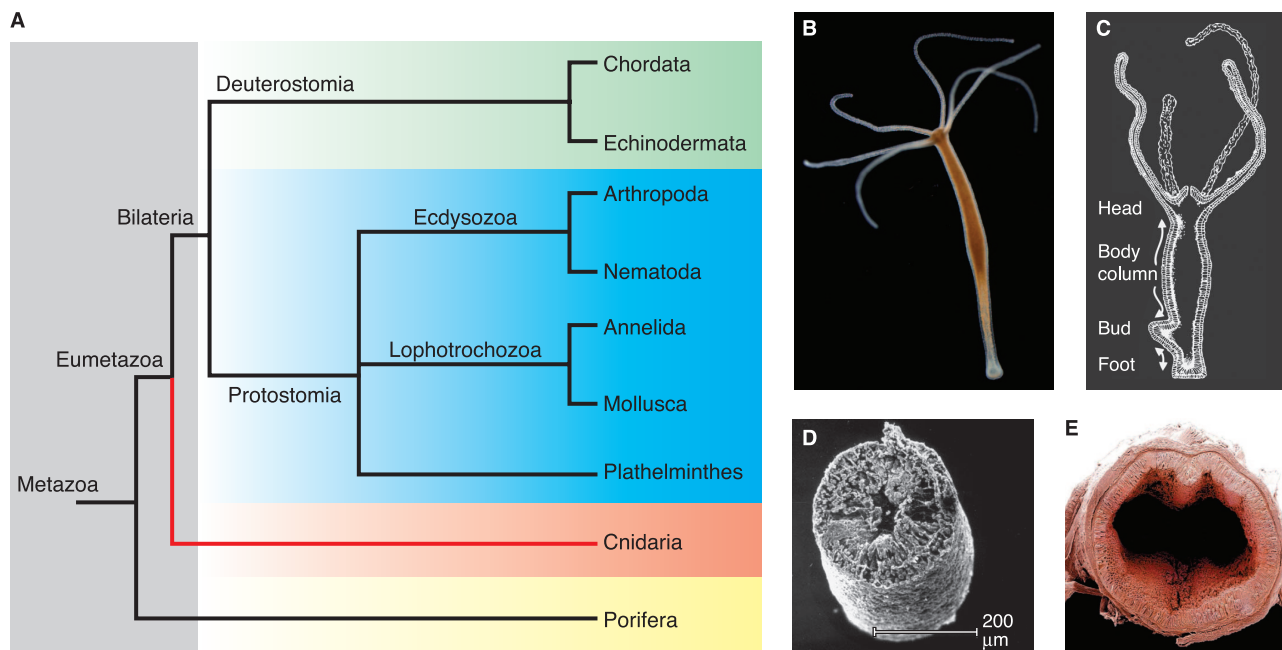 A
Deuterostomia
Chordata
Echinodermata
Bilateria
Ecdysozoa
Arthropoda
Nematoda
Eumetazoa
Lophotrochozoa
Annelida
Protostomia
Mollusca
Metazoa
Plathelminthes
Cnidaria
Porifera
B
C
Head
Body
column
Bud
Foot
D
200
μm
E